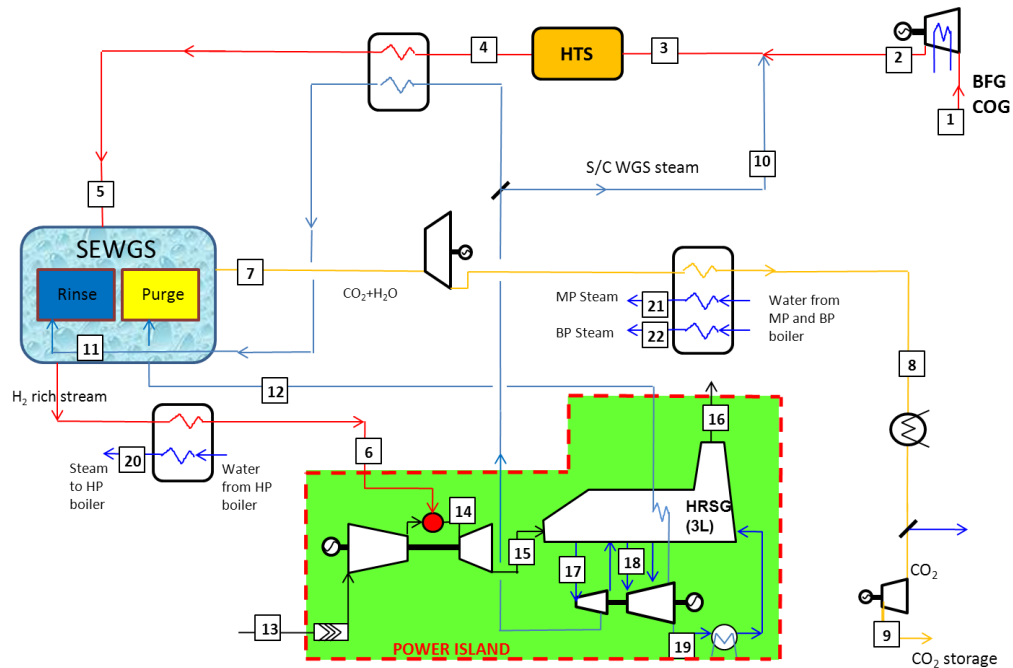 4
HTS
3
2
BFG
COG
1
S/C WGS steam
10
5
SEWGS
Rinse
Purge
7
CO2+H2O
11
MP Steam
21
Water from
MP and BP
boiler
BP Steam
22
8
H2 rich stream
12
6
20
Steam
to HP
boiler
Water
from HP
boiler
16
14
HRSG
(3L)
15
17
18
13
POWER ISLAND
19
CO2
9
CO2 storage